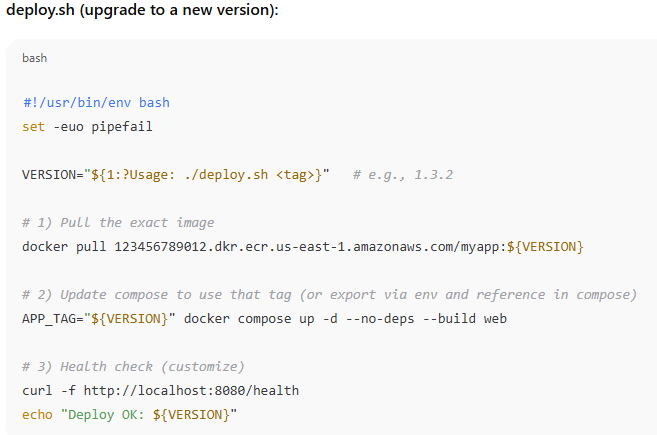 deploy.sh (upgrade to a new version):
bash
#!/usr/bin/env bash
set -euo pipefail
VERSION="${1:?Usage: ./deploy.sh <tag>}"   # e.g., 1.3.2
# 1) Pull the exact image
docker pull 123456789012.dkr.ecr.us-east-1.amazonaws.com/myapp:${VERSION}
# 2) Update compose to use that tag (or export via env and reference in compose)
APP_TAG="${VERSION}" docker compose up -d --no-deps --build web
# 3) Health check (customize)
curl -f http://localhost:8080/health
echo "Deploy OK: ${VERSION}"